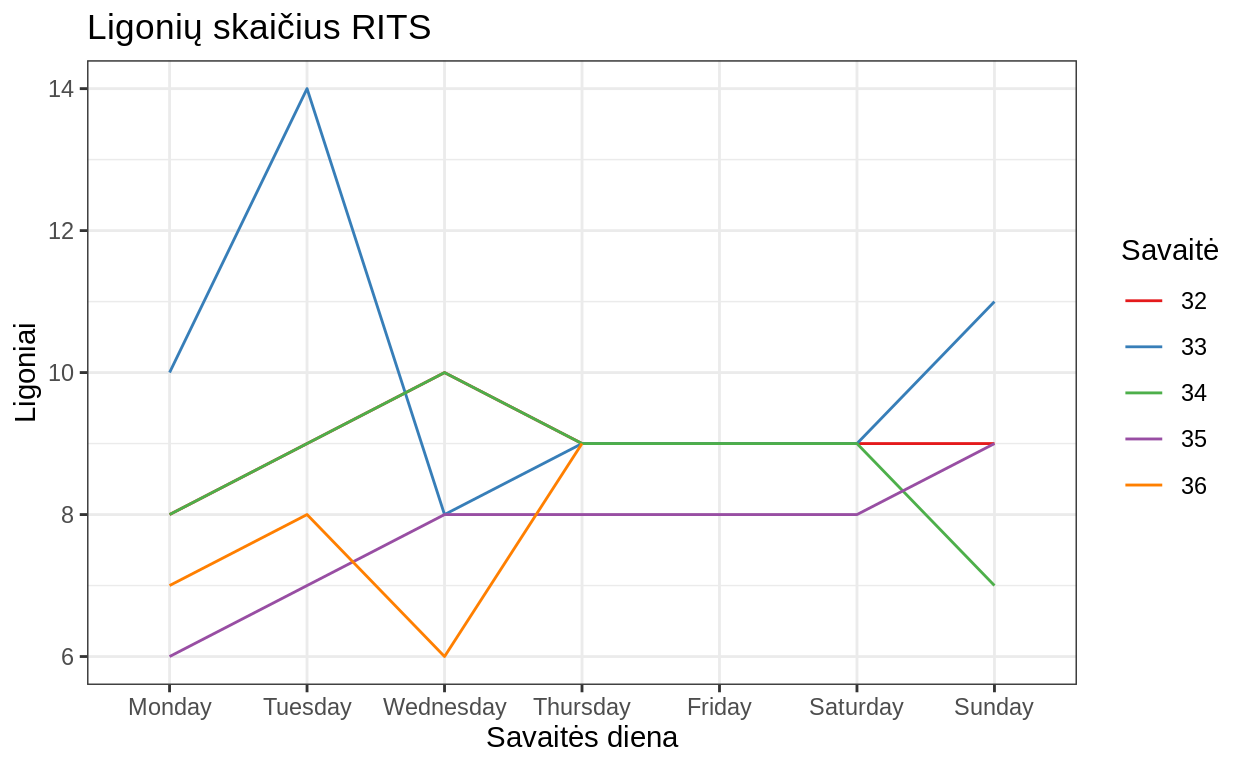 Ligonių skaičius RITS
14
12
10
8
6
Ligoniai
Monday Tuesday Wednesday Thursday Friday Saturday Sunday
Savaitės diena
Savaitė
32
33
34
35
36